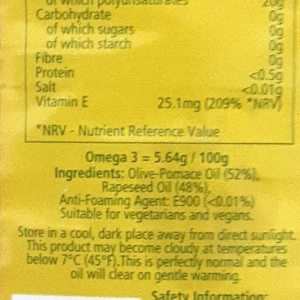 of which polyunsaturates 20g
Carbohydrate 0g
of which sugars 0g
of which starch 0g
Fibre 0g
Protein <0.5g
Salt <0.01g
Vitamin E 25.1mg (209% *NRV)
*NRV - Nutrient Reference Value
Omega 3 = 5.64g / 100g
Ingredients: Olive-Pomace Oil (52%),
Rapeseed Oil (48%),
Anti-Foaming Agent: E900 (<0.01%)
Suitable for vegetarians and vegans.
Store in a cool, dark place away from direct sunlight.
This product may become cloudy at temperatures
below 7°C (45°F).This is perfectly normal and the
oil will clear on gentle warming.
Safety Information: